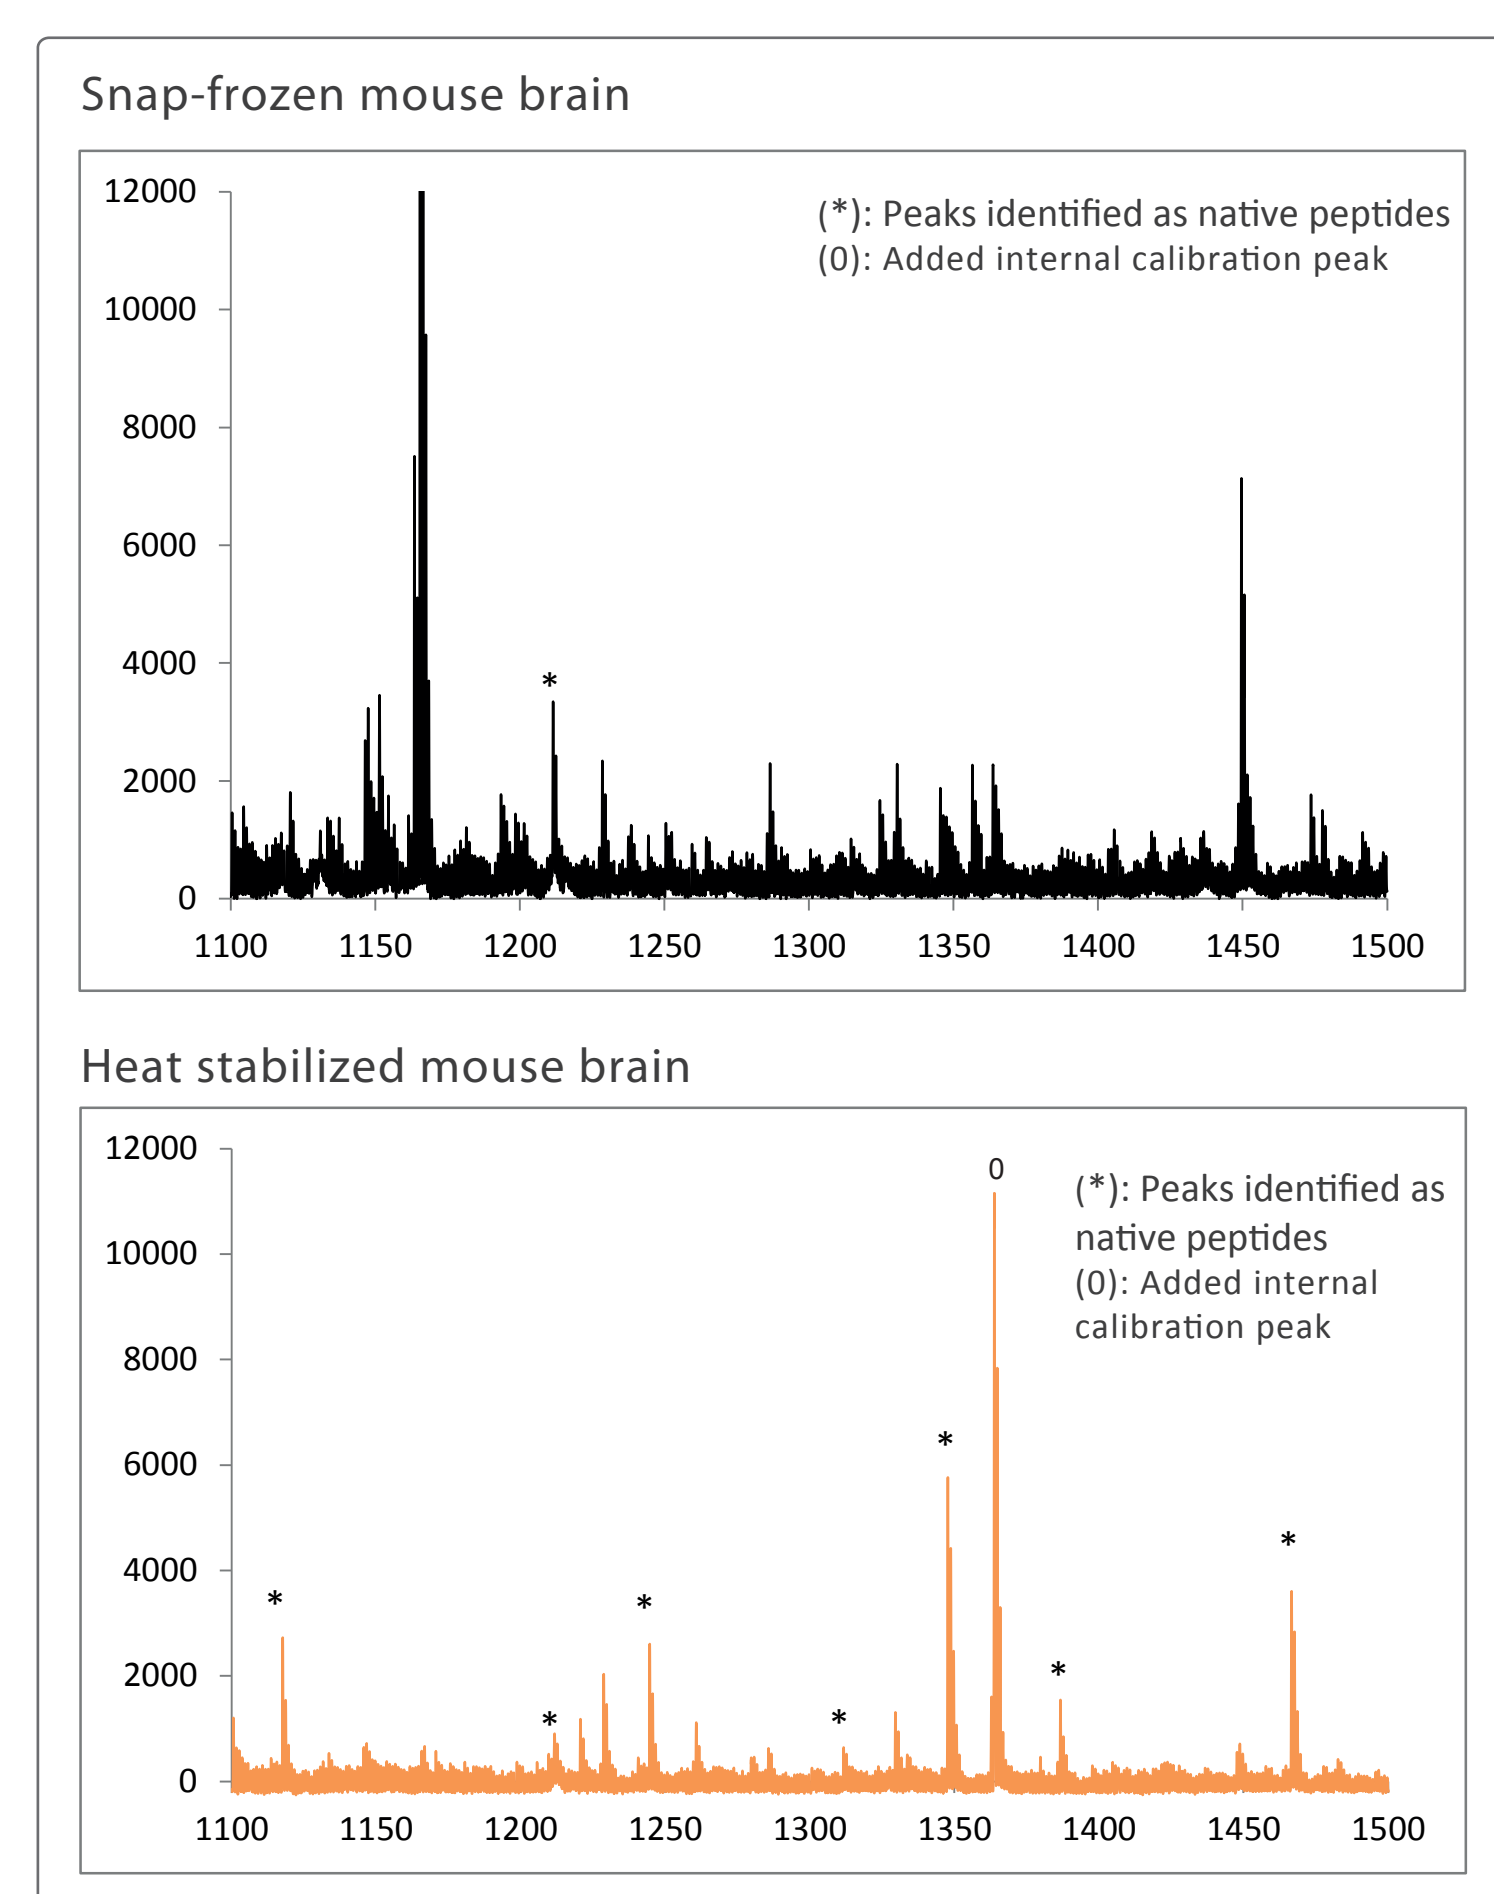 Snap-frozen mouse brain
12000
(*): Peaks identified as native peptides
(0): Added internal calibration peak
10000
8000
6000
4000
*
2000
0
1100 1150 1200 1250 1300 1350 1400 1450 1500
Heat stabilized mouse brain
12000
0
(*): Peaks identified as
native peptides
(0): Added internal
calibration peak
10000
8000
*
6000
*
4000
* *
2000
*
* *
0
1100 1150 1200 1250 1300 1350 1400 1450 1500